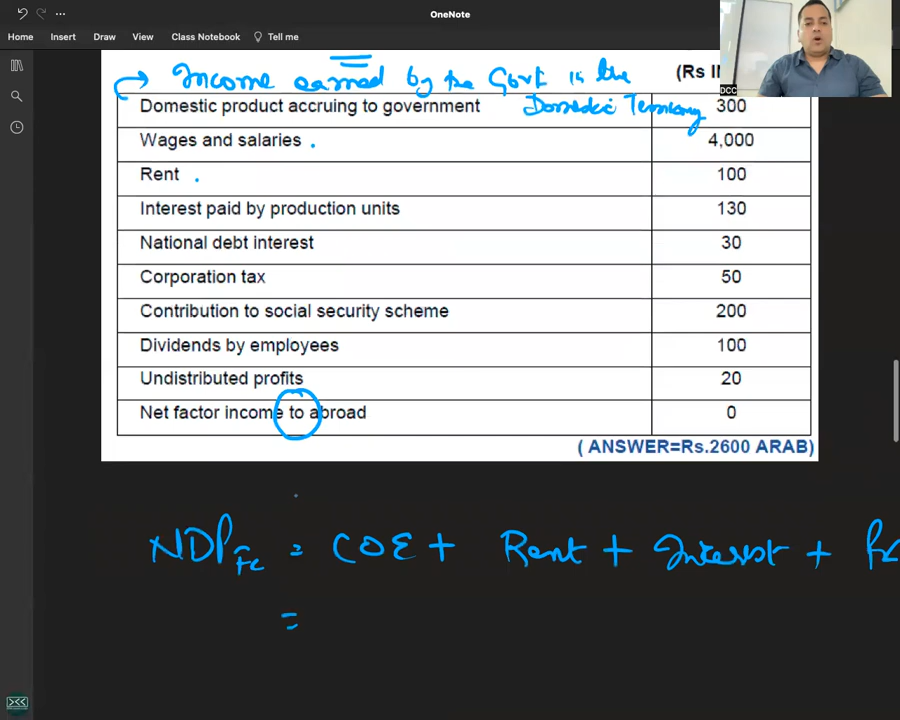 OneNote
Home Insert Draw View Class Notebook Tell me
DCC
Income earned by the Govt in the
Domestic Territory
Domestic product accruing to government 300
Wages and salaries 4,000
Rent 100
Interest paid by production units 130
National debt interest 30
Corporation tax 50
Contribution to social security scheme 200
Dividends by employees 100
Undistributed profits 20
Net factor income to abroad 0
( ANSWER=Rs.2600 ARAB)
NDPFC = COE + Rent + Interest +
=